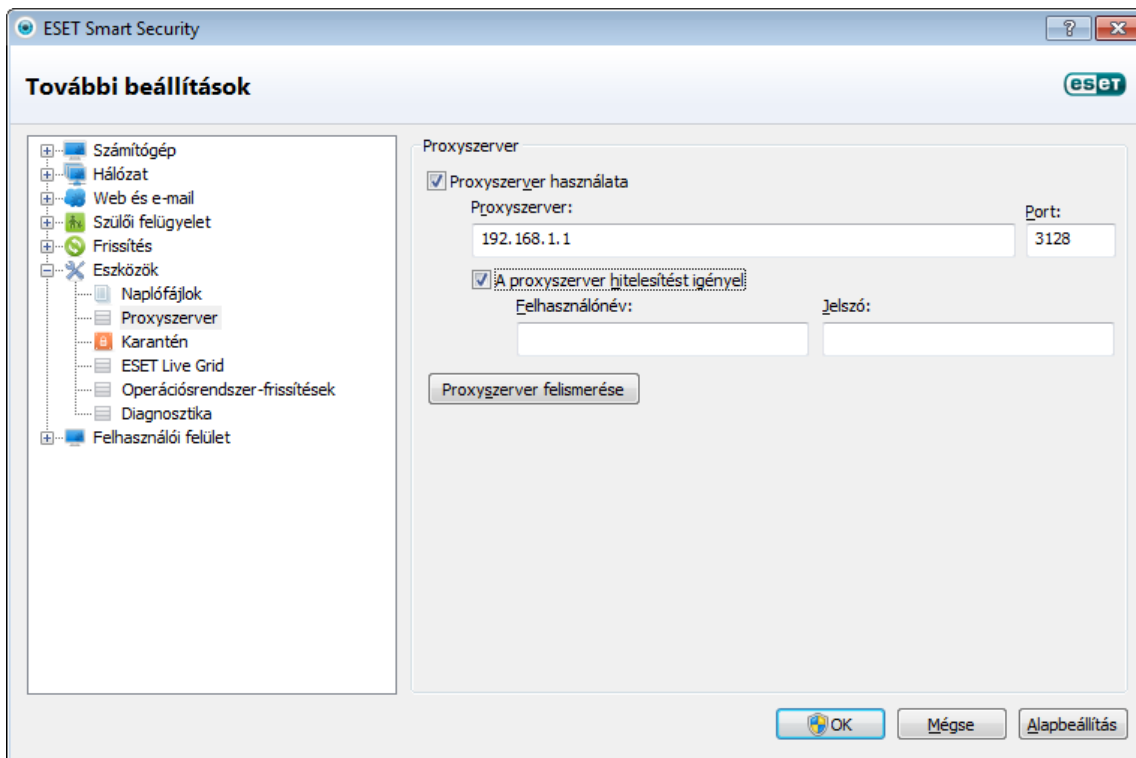 ESET Smart Security
További beállítások
eseT
Számítógép
Hálózat
Web és e-mail
Szülői felügyelet
Frissítés
Eszközök
Naplófájlok
Proxyszerver
Karantén
ESET Live Grid
Operációsrendszer-frissítések
Diagnosztika
Felhasználói felület
Proxyszerver
Proxyszerver használata
Proxyszerver:
Port:
192.168.1.1
3128
A proxyszerver hitelesítést igényel
Felhasználónév:
Jelszó:
Proxyszerver felismerése
OK
Mégse
Alapbeállítás